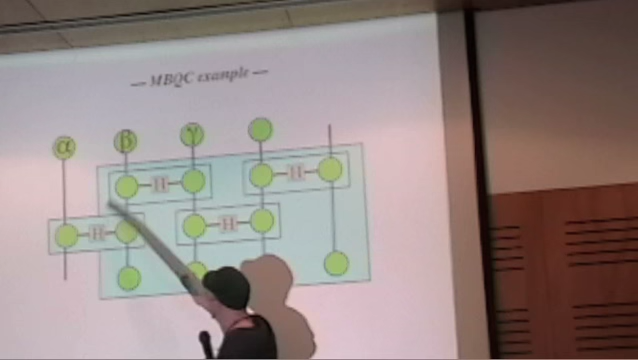 — MBQC example —
α β γ
H H
H H